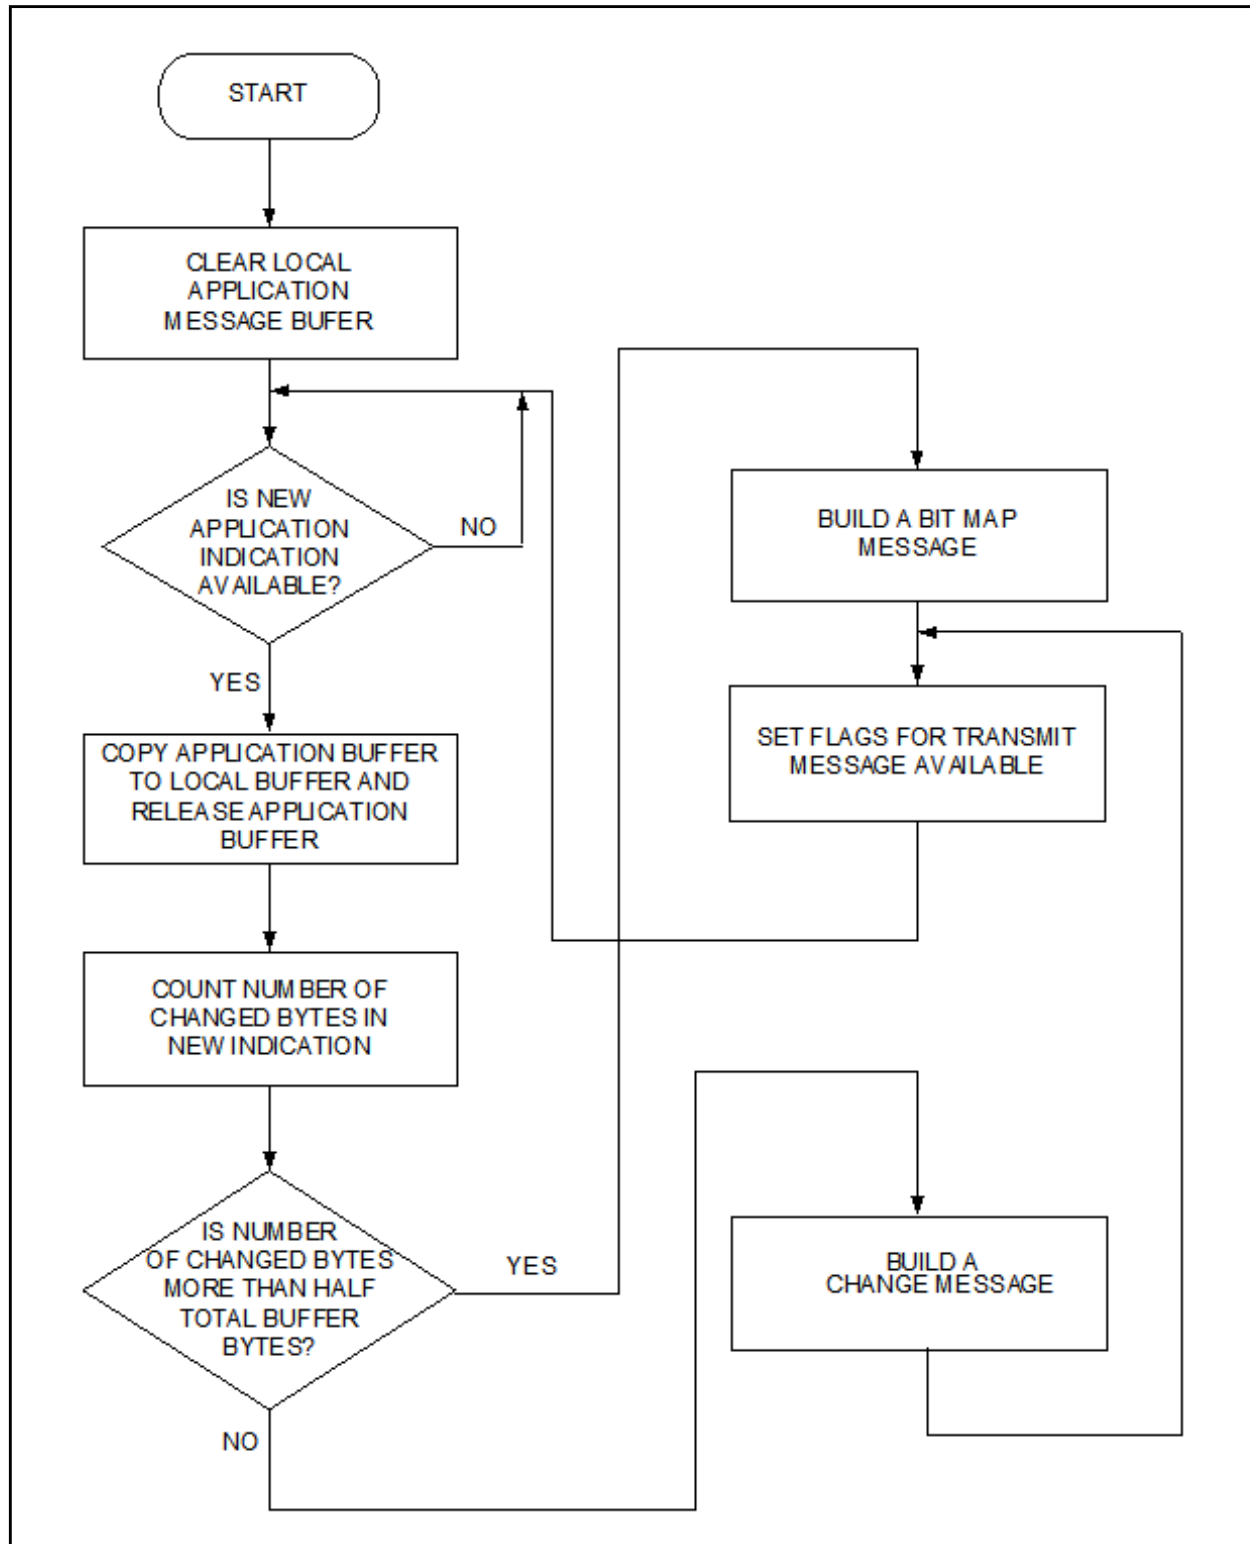 START
CLEAR LOCAL
APPLICATION
MESSAGE BUFER
IS NEW
APPLICATION
INDICATION
AVAILABLE?
NO
YES
COPY APPLICATION BUFFER
TO LOCAL BUFFER AND
RELEASE APPLICATION
BUFFER
COUNT NUMBER OF
CHANGED BYTES IN
NEW INDICATION
IS NUMBER
OF CHANGED BYTES
MORE THAN HALF
TOTAL BUFFER
BYTES?
YES
NO
BUILD A BIT MAP
MESSAGE
SET FLAGS FOR TRANSMIT
MESSAGE AVAILABLE
BUILD A
CHANGE MESSAGE